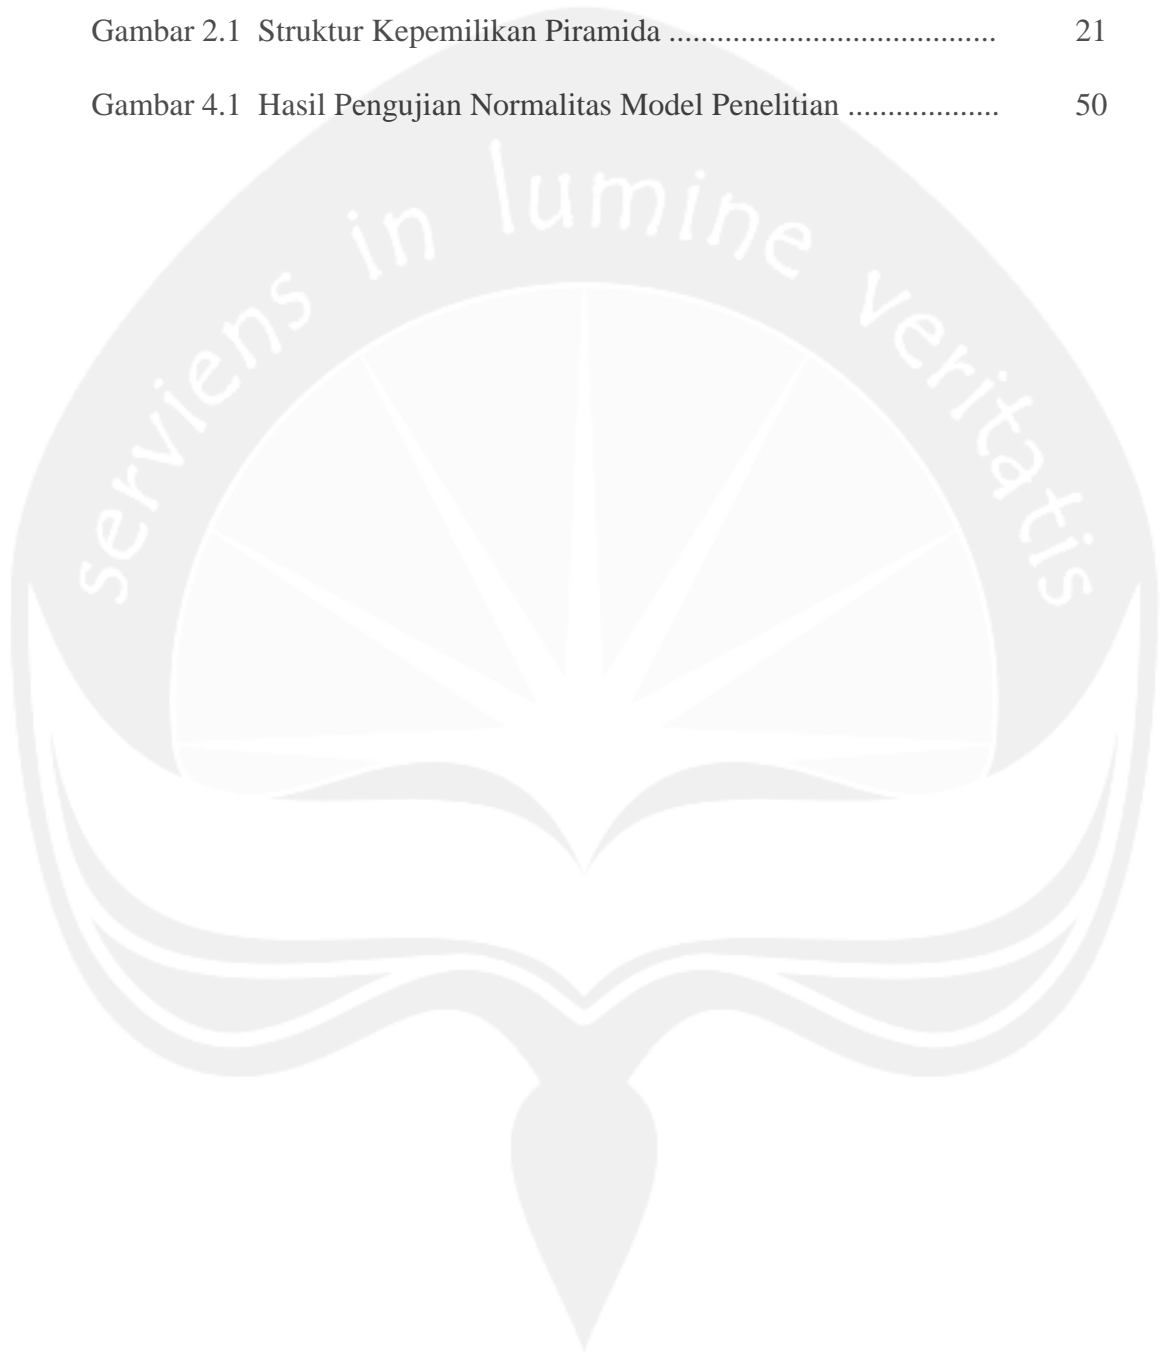 Gambar 2.1 Struktur Kepemilikan Piramida ......................................... 21
Gambar 4.1 Hasil Pengujian Normalitas Model Penelitian ................... 50
serviens in lumine veritatis